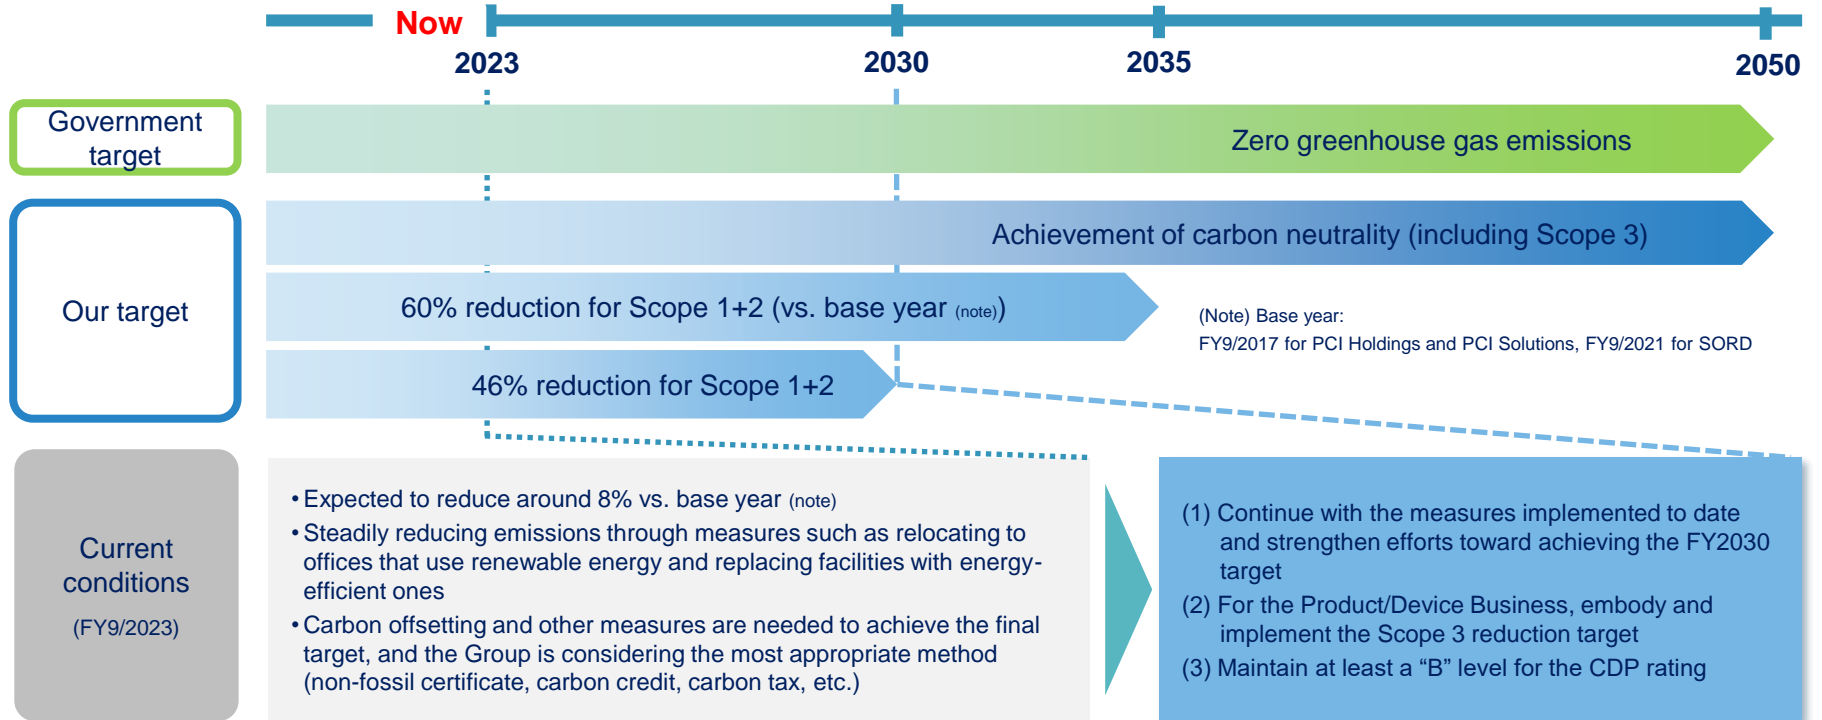 Now
2023
2030
2035
2050
Government
target
Zero greenhouse gas emissions
Our target
Achievement of carbon neutrality (including Scope 3)
60% reduction for Scope 1+2 (vs. base year (note))
(Note) Base year:
FY9/2017 for PCI Holdings and PCI Solutions, FY9/2021 for SORD
46% reduction for Scope 1+2
Current
conditions
(FY9/2023)
• Expected to reduce around 8% vs. base year (note)
• Steadily reducing emissions through measures such as relocating to
offices that use renewable energy and replacing facilities with energy-
efficient ones
• Carbon offsetting and other measures are needed to achieve the final
target, and the Group is considering the most appropriate method
(non-fossil certificate, carbon credit, carbon tax, etc.)
(1) Continue with the measures implemented to date
and strengthen efforts toward achieving the FY2030
target
(2) For the Product/Device Business, embody and
implement the Scope 3 reduction target
(3) Maintain at least a “B” level for the CDP rating